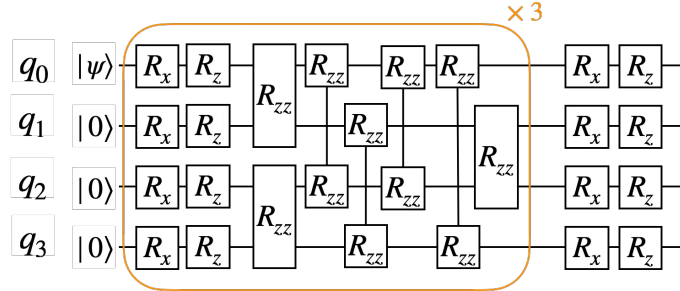 × 3
q0 |ψ⟩ Rx Rz Rzz Rzz Rzz Rzz Rx Rz
q1 |0⟩ Rx Rz Rzz Rzz Rx Rz
q2 |0⟩ Rx Rz Rzz Rzz Rzz Rx Rz
q3 |0⟩ Rx Rz Rzz Rzz Rx Rz